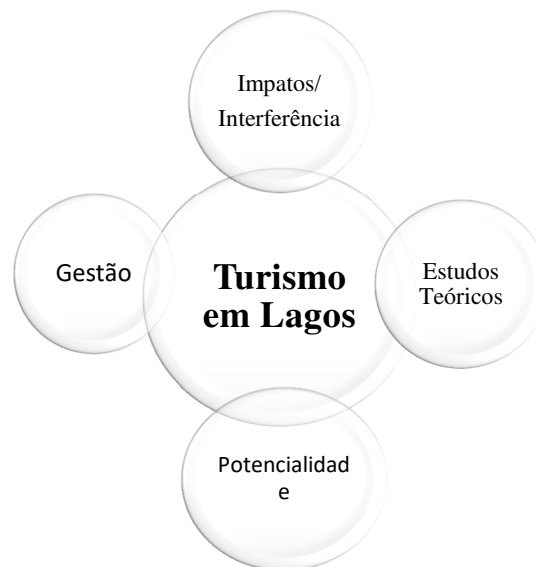 Impatos/
Interferência
Gestão
Turismo
em Lagos
Estudos
Teóricos
Potencialidad
e